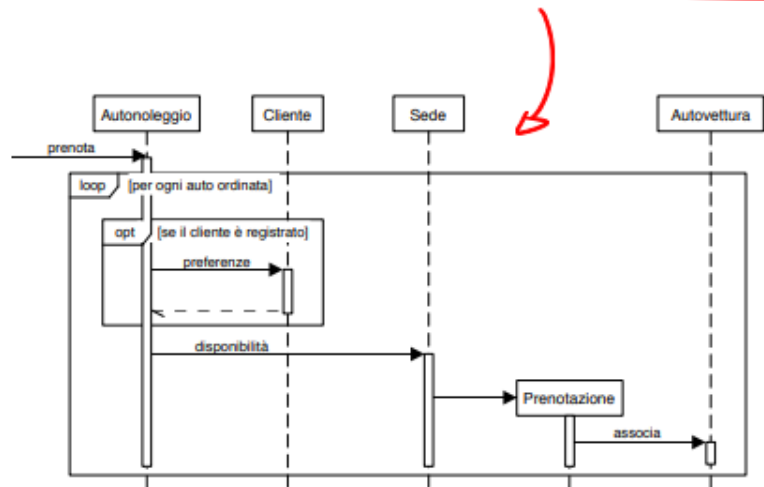 Autonoleggio
Cliente
Sede
Autovettura
prenota
loop
[per ogni auto ordinata]
opt
[se il cliente è registrato]
preferenze
disponibilità
Prenotazione
associa